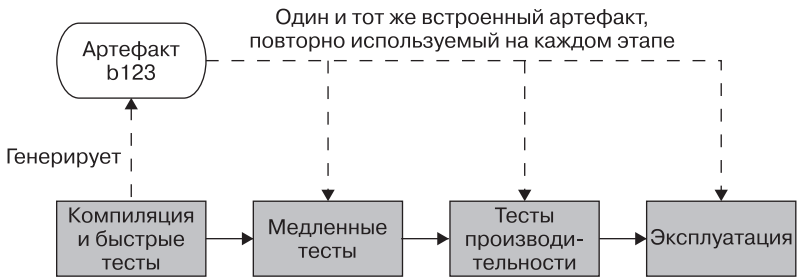 Один и тот же встроенный артефакт,
повторно используемый на каждом этапе
Артефакт
b123
Генерирует
Компиляция
и быстрые
тесты
Медленные
тесты
Тесты
производи-
тельности
Эксплуатация